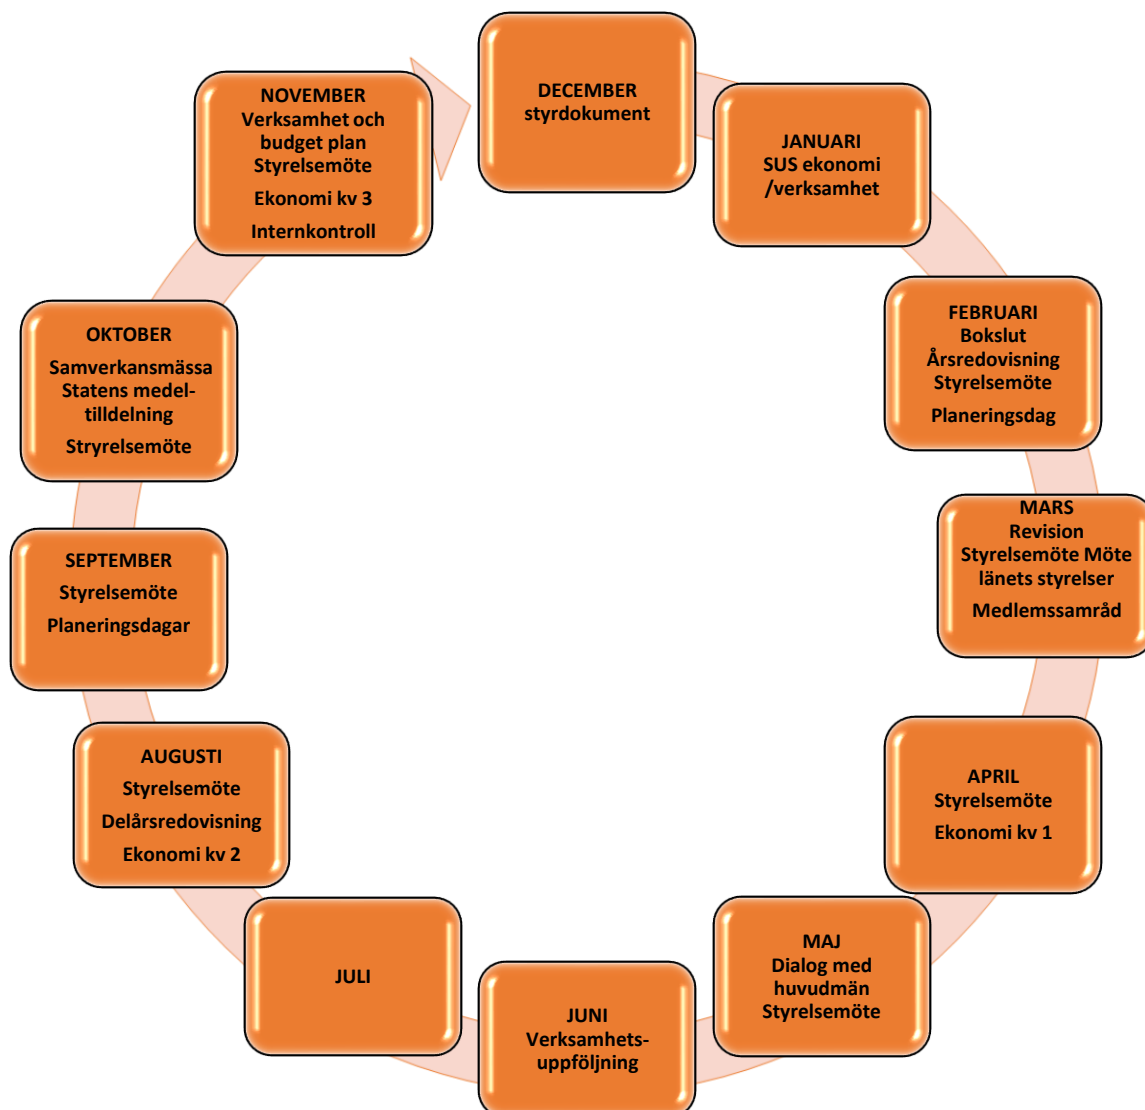 DECEMBER
styrdokument
JANUARI
SUS ekonomi
/verksamhet
FEBRUARI
Bokslut
Årsredovisning
Styrelsemöte
Planeringsdag
MARS
Revision
Styrelsemöte Möte
länets styrelser
Medlemssamråd
APRIL
Styrelsemöte
Ekonomi kv 1
MAJ
Dialog med
huvudmän
Styrelsemöte
JUNI
Verksamhets-
uppföljning
JULI
AUGUSTI
Styrelsemöte
Delårsredovisning
Ekonomi kv 2
SEPTEMBER
Styrelsemöte
Planeringsdagar
OKTOBER
Samverkansmässa
Statens medel-
tilldelning
Stryrelsemöte
NOVEMBER
Verksamhet och
budget plan
Styrelsemöte
Ekonomi kv 3
Internkontroll